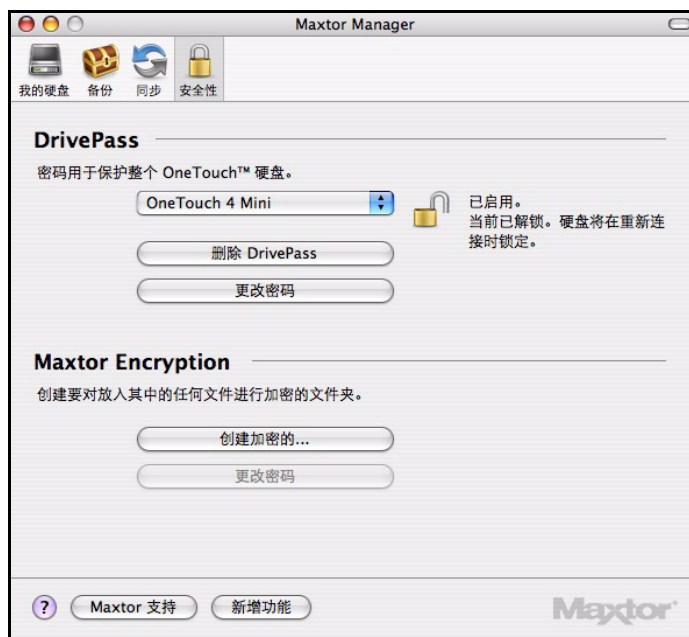 Maxtor Manager
我的硬盘 备份 同步 安全性
DrivePass
密码用于保护整个 OneTouch™ 硬盘。
OneTouch 4 Mini
已启用。
当前已解锁。硬盘将在重新连
接时锁定。
删除 DrivePass
更改密码
Maxtor Encryption
创建要对放入其中的任何文件进行加密的文件夹。
创建加密的...
更改密码
? Maxtor 支持 新增功能 Maxtor